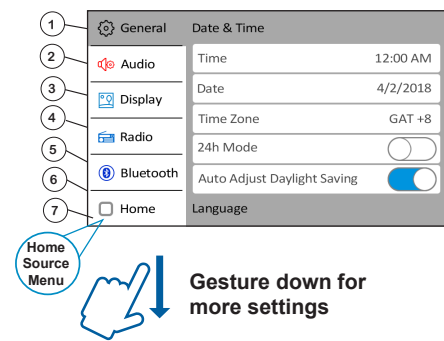 1
General
Date & Time
2
Audio
Time
12:00 AM
3
Display
Date
4/2/2018
4
Radio
Time Zone
GAT +8
5
Bluetooth
24h Mode
6
Auto Adjust Daylight Saving
7
Home
Language
Home
Source
Menu
Gesture down for
more settings